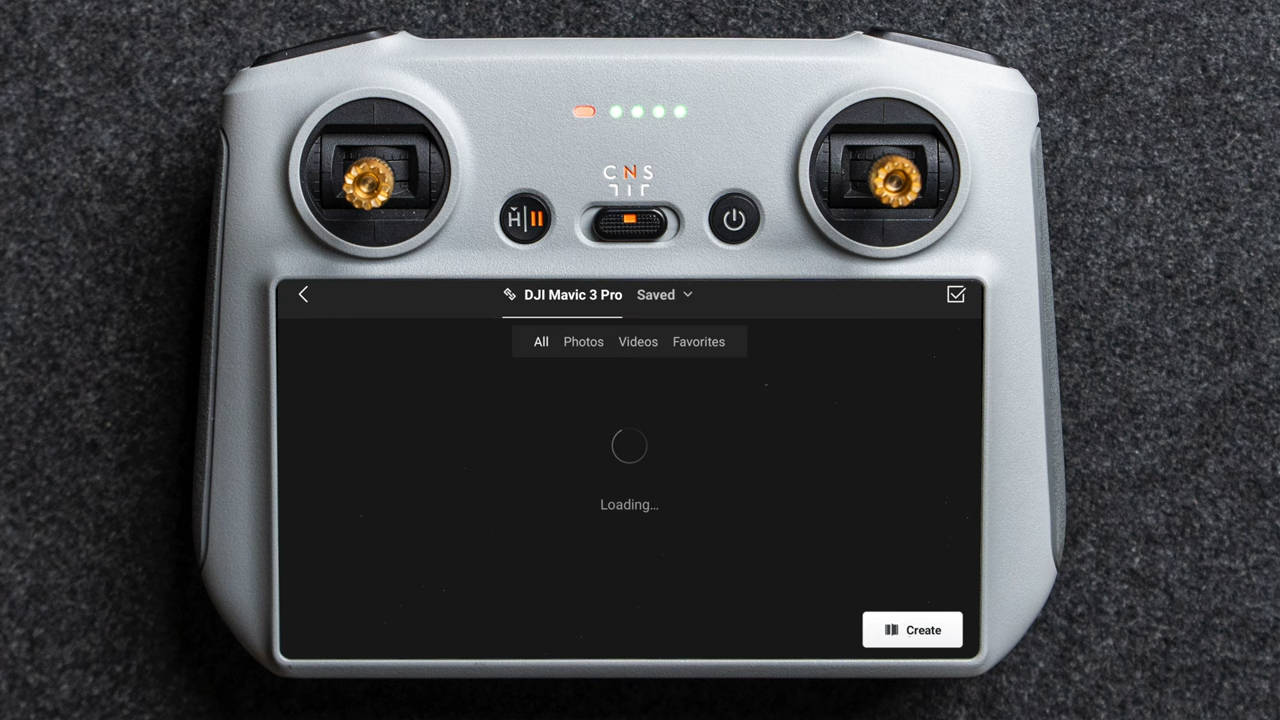 C N S
H
DJI Mavic 3 Pro Saved
All Photos Videos Favorites
Loading...
Create